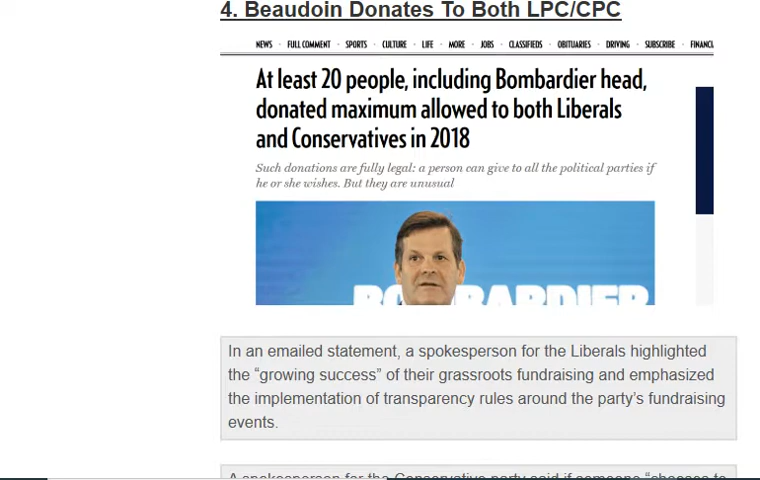 4. Beaudoin Donates To Both LPC/CPC
NEWS · FULL COMMENT · SPORTS · CULTURE · LIFE · MORE · JOBS · CLASSIFIEDS · OBITUARIES · DRIVING · SUBSCRIBE · FINANCI
At least 20 people, including Bombardier head,
donated maximum allowed to both Liberals
and Conservatives in 2018
Such donations are fully legal: a person can give to all the political parties if
he or she wishes. But they are unusual
BOMBARDIER
In an emailed statement, a spokesperson for the Liberals highlighted
the “growing success” of their grassroots fundraising and emphasized
the implementation of transparency rules around the party’s fundraising
events.
A spokesperson for the Conservative party said if someone “chooses to